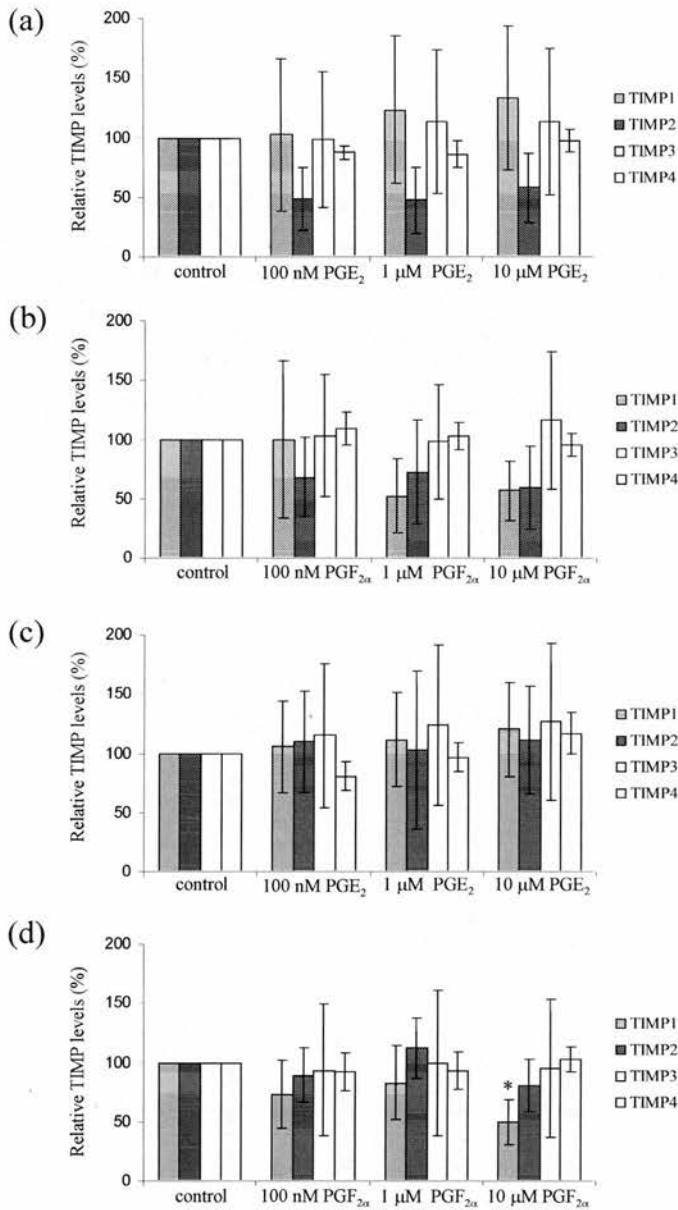 (a)
Relative TIMP levels (%)
200
150
100
50
0
control
100 nM PGE₂
1 µM PGE₂
10 µM PGE₂
TIMP1
TIMP2
TIMP3
TIMP4
(b)
Relative TIMP levels (%)
200
150
100
50
0
control
100 nM PGF₂α
1 µM PGF₂α
10 µM PGF₂α
TIMP1
TIMP2
TIMP3
TIMP4
(c)
Relative TIMP levels (%)
200
150
100
50
0
control
100 nM PGE₂
1 µM PGE₂
10 µM PGE₂
TIMP1
TIMP2
TIMP3
TIMP4
(d)
Relative TIMP levels (%)
200
150
100
50
0
*
control
100 nM PGF₂α
1 µM PGF₂α
10 µM PGF₂α
TIMP1
TIMP2
TIMP3
TIMP4